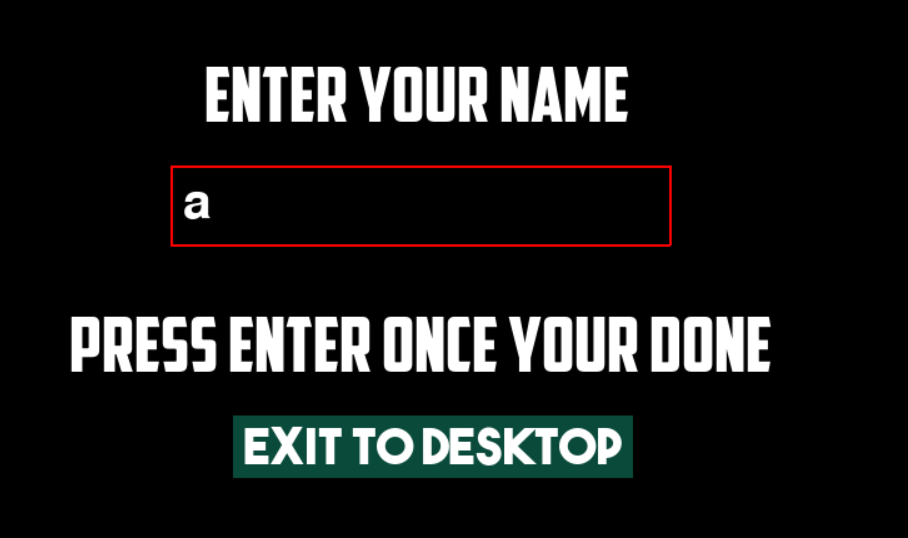 ENTER YOUR NAME
a
PRESS ENTER ONCE YOUR DONE
EXIT TO DESKTOP